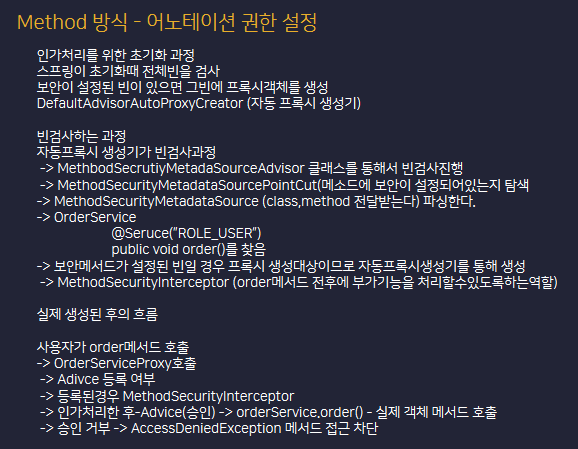 Method 방식 - 어노테이션 권한 설정
인가처리를 위한 초기화 과정
스프링이 초기화때 전체빈을 검사
보안이 설정된 빈이 있으면 그빈에 프록시객체를 생성
DefaultAdvisorAutoProxyCreator (자동 프록시 생성기)
빈검사하는 과정
자동프록시 생성기가 빈검사과정
-> MethbodSecrutiyMetadaSourceAdvisor 클래스를 통해서 빈검사진행
-> MethodSecurityMetadataSourcePointCut(메소드에 보안이 설정되어있는지 탐색
-> MethodSecurityMetadataSource (class,method 전달받는다) 파싱한다.
-> OrderService
@Seruce("ROLE_USER")
public void order()를 찾음
-> 보안메서드가 설정된 빈일 경우 프록시 생성대상이므로 자동프록시생성기를 통해 생성
-> MethodSecurityInterceptor (order메서드 전후에 부가기능을 처리할수있도록하는역할)
실제 생성된 후의 흐름
사용자가 order메서드 호출
-> OrderServiceProxy호출
-> Adivce 등록 여부
-> 등록된경우 MethodSecurityInterceptor
-> 인가처리한 후-Advice(승인) -> orderService.order() - 실제 객체 메서드 호출
-> 승인 거부 -> AccessDeniedException 메서드 접근 차단